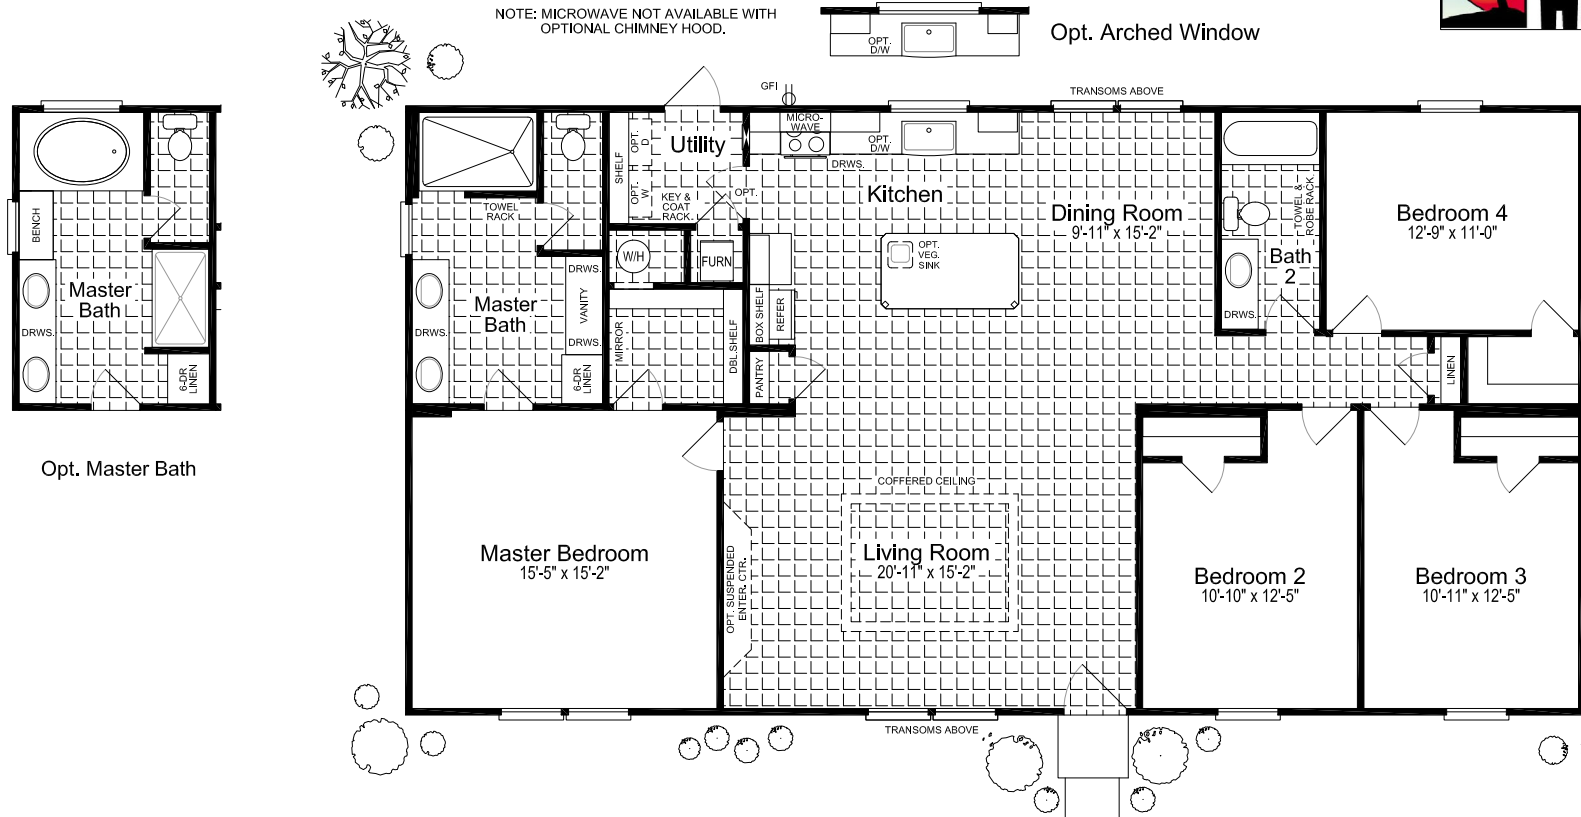 NOTE: MICROWAVE NOT AVAILABLE WITH
OPTIONAL CHIMNEY HOOD.
OPT.
D/W
Opt. Arched Window
GFI
TRANSOMS ABOVE
BENCH
Master
Bath
DRWS.
6-DR
LINEN
Opt. Master Bath
TOWEL
RACK
DRWS.
Master
Bath
DRWS.
VANITY
DRWS.
6-DR
LINEN
SHELF
OPT.
D
OPT.
W
Utility
KEY &
COAT
RACK
OPT.
W/H
FURN
MIRROR
DBL.SHELF
MICRO-
WAVE
OPT.
D/W
DRWS.
Kitchen
OPT.
VEG.
SINK
BOX SHELF
REFER
PANTRY
Dining Room
9'-11" x 15'-2"
TOWEL &
ROBE RACK
Bath
2
DRWS.
Bedroom 4
12'-9" x 11'-0"
LINEN
Master Bedroom
15'-5" x 15'-2"
OPT. SUSPENDED
ENTER. CTR.
COFFERED CEILING
Living Room
20'-11" x 15'-2"
Bedroom 2
10'-10" x 12'-5"
Bedroom 3
10'-11" x 12'-5"
TRANSOMS ABOVE